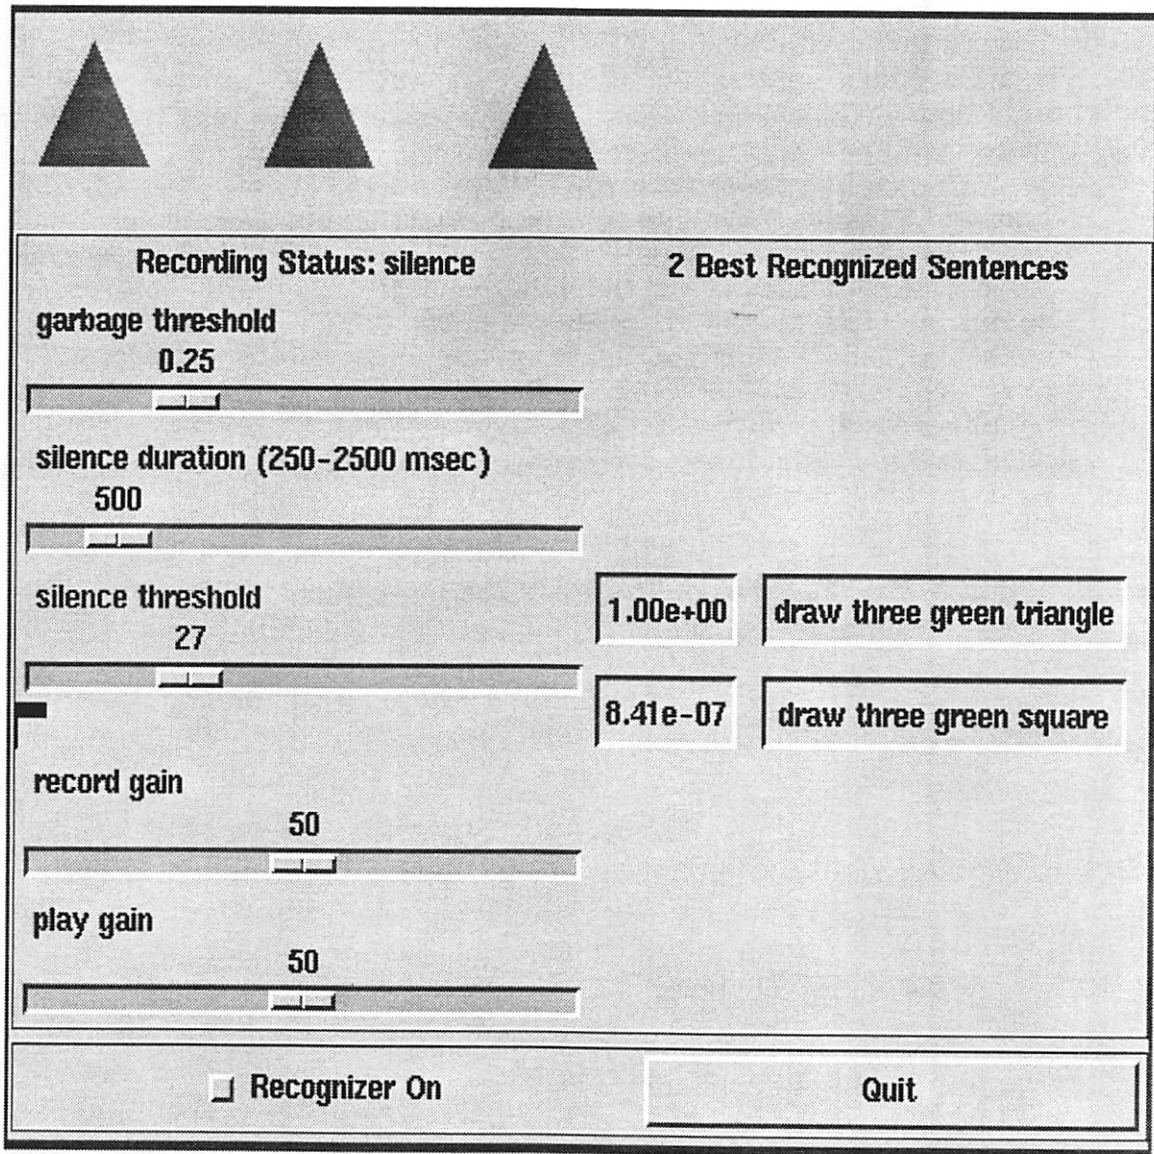 Recording Status: silence
2 Best Recognized Sentences
garbage threshold
0.25
silence duration (250-2500 msec)
500
silence threshold
27
1.00e+00 draw three green triangle
8.41e-07 draw three green square
record gain
50
play gain
50
Recognizer On
Quit